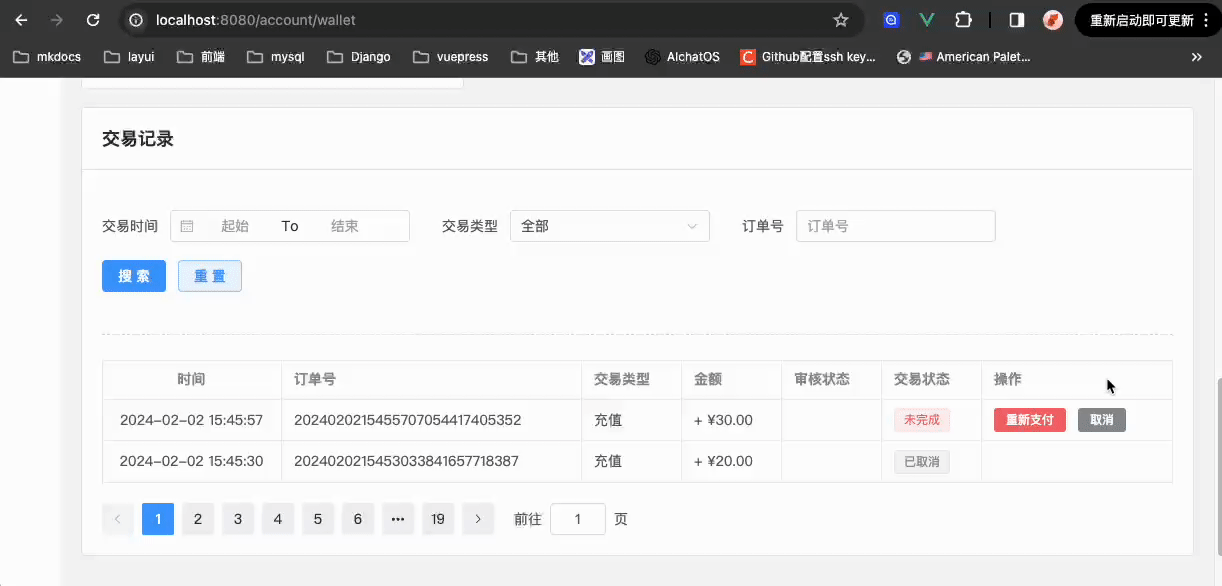 localhost:8080/account/wallet
重新启动即可更新
mkdocs layui 前端 mysql Django vuepress 其他 画图 AlchatOS Github配置ssh key... American Palet...
交易记录
交易时间 起始 To 结束 交易类型 全部 订单号 订单号
搜 索 重 置
时间 订单号 交易类型 金额 审核状态 交易状态 操作
2024-02-02 15:45:57 20240202154557070544174053​52 充值 + ¥30.00 未完成 重新支付 取消
2024-02-02 15:45:30 20240202154530338416577183​87 充值 + ¥20.00 已取消
1 2 3 4 5 6 ••• 19 前往 1 页